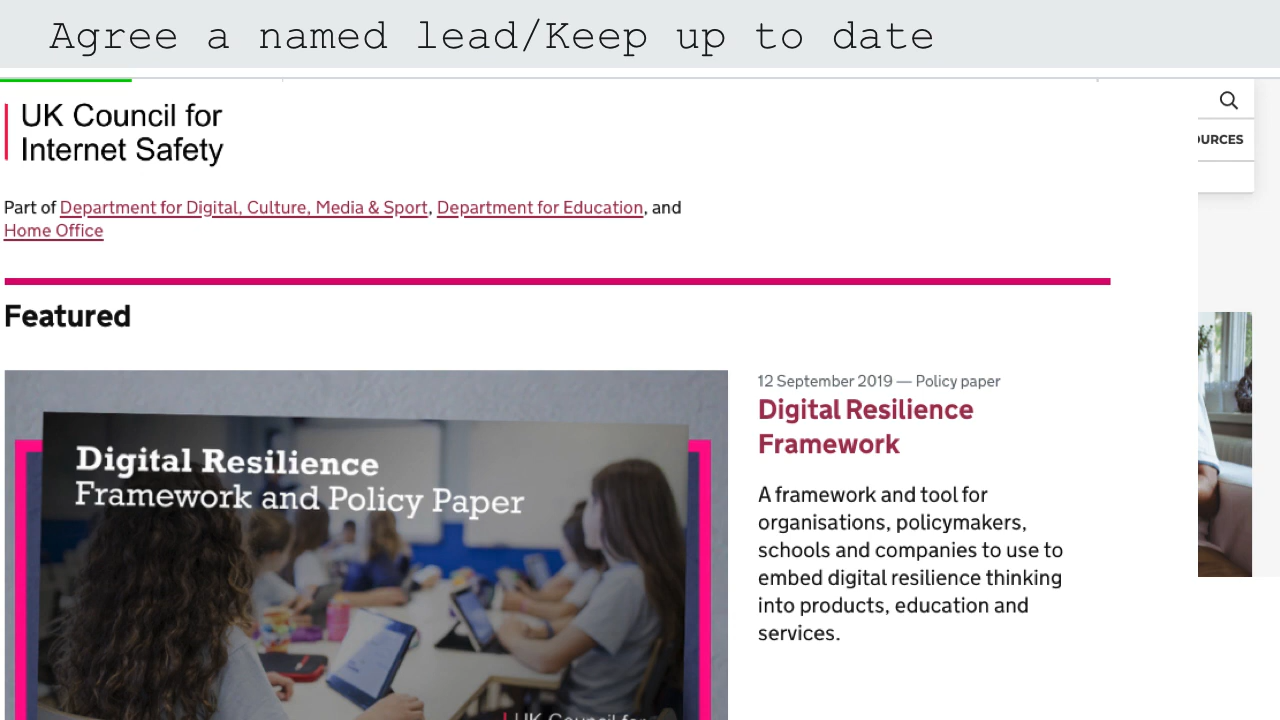 Agree a named lead/Keep up to date
UK Council for
Internet Safety
Part of Department for Digital, Culture, Media & Sport, Department for Education, and
Home Office
Featured
12 September 2019 — Policy paper
Digital Resilience
Framework
A framework and tool for
organisations, policymakers,
schools and companies to use to
embed digital resilience thinking
into products, education and
services.
Digital Resilience
Framework and Policy Paper
UK Council for